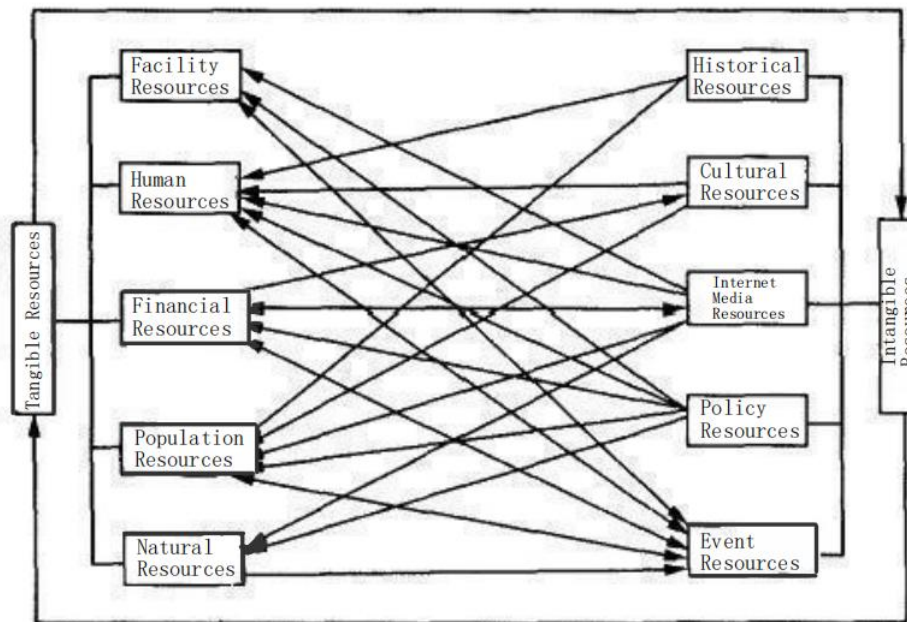 Facility
Resources
Human
Resources
Financial
Resources
Population
Resources
Natural
Resources
Tangible Resources
Historical
Resources
Cultural
Resources
Internet
Media
Resources
Policy
Resources
Event
Resources
Intangible
Resources